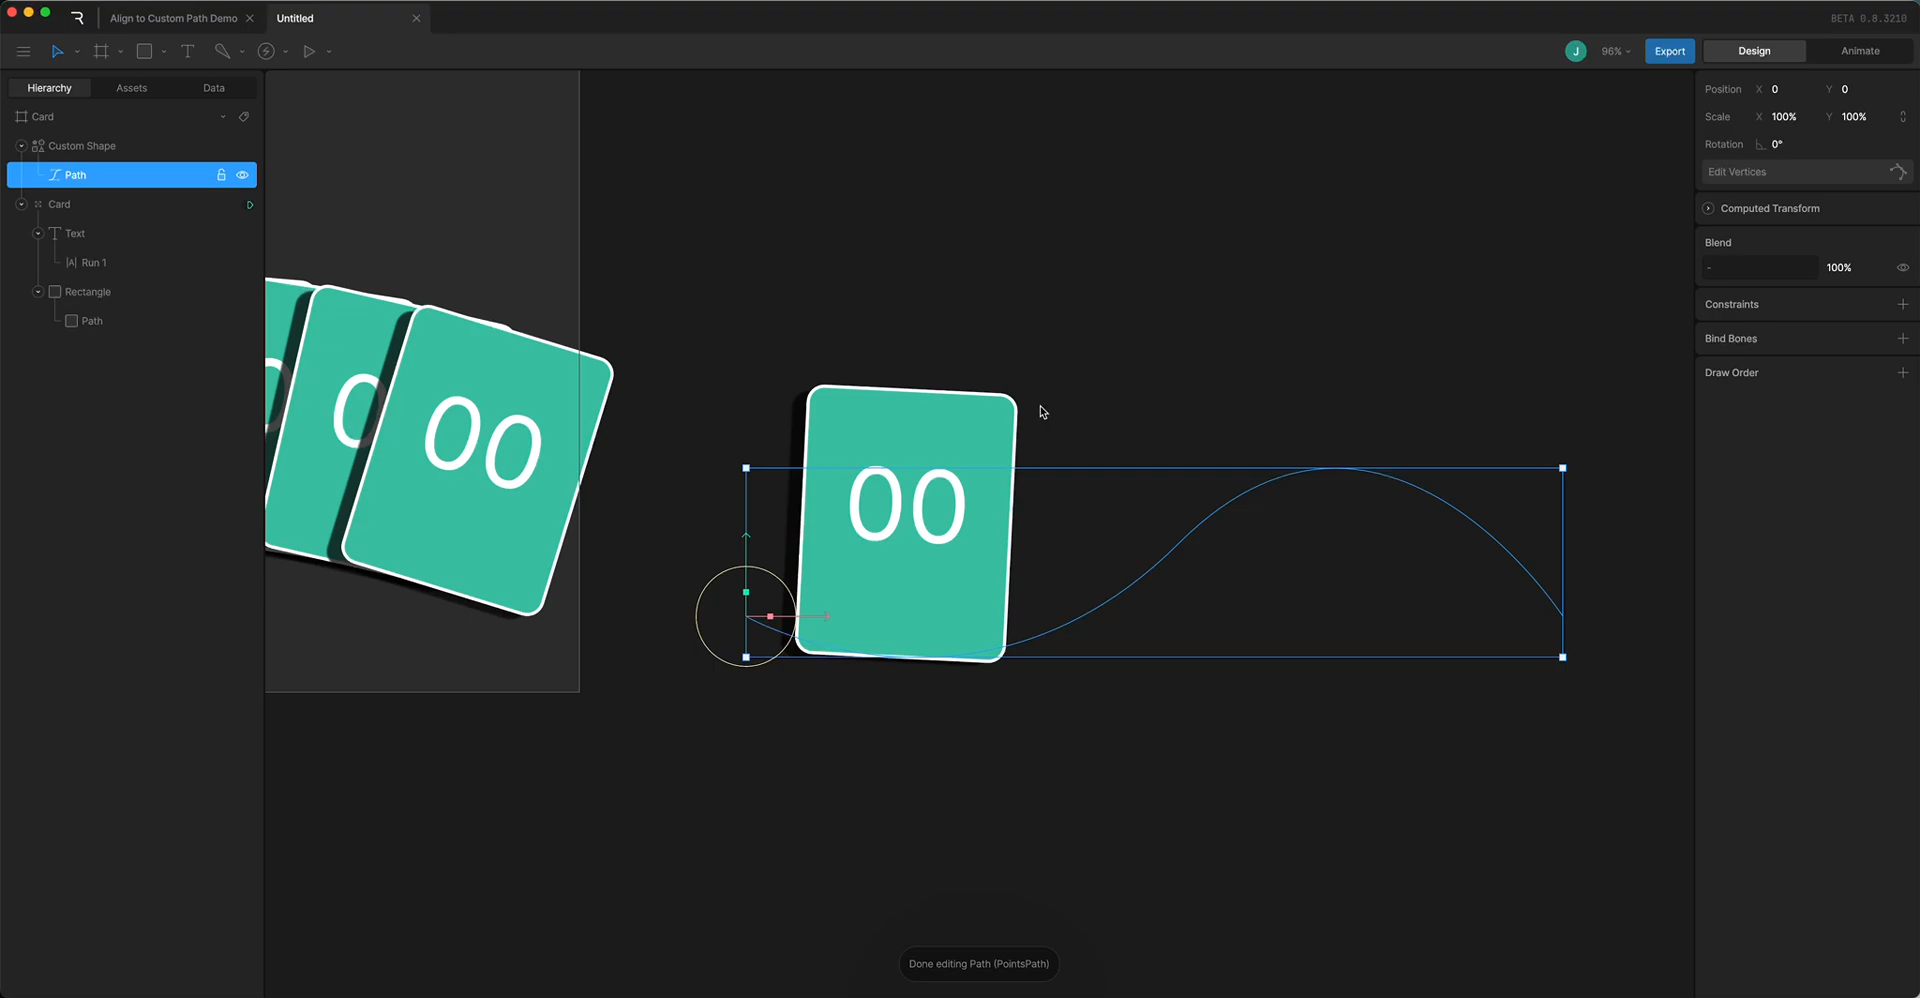 Align to Custom Path Demo
Untitled
BETA 0.8.3210
J
96%
Export
Design
Animate
Hierarchy
Assets
Data
Card
Custom Shape
Path
Card
Text
Run 1
Rectangle
Path
Position X 0 Y 0
Scale X 100% Y 100%
Rotation 0°
Edit Vertices
Computed Transform
Blend
- 100%
Constraints
Bind Bones
Draw Order
0
00
00
Done editing Path (PointsPath)